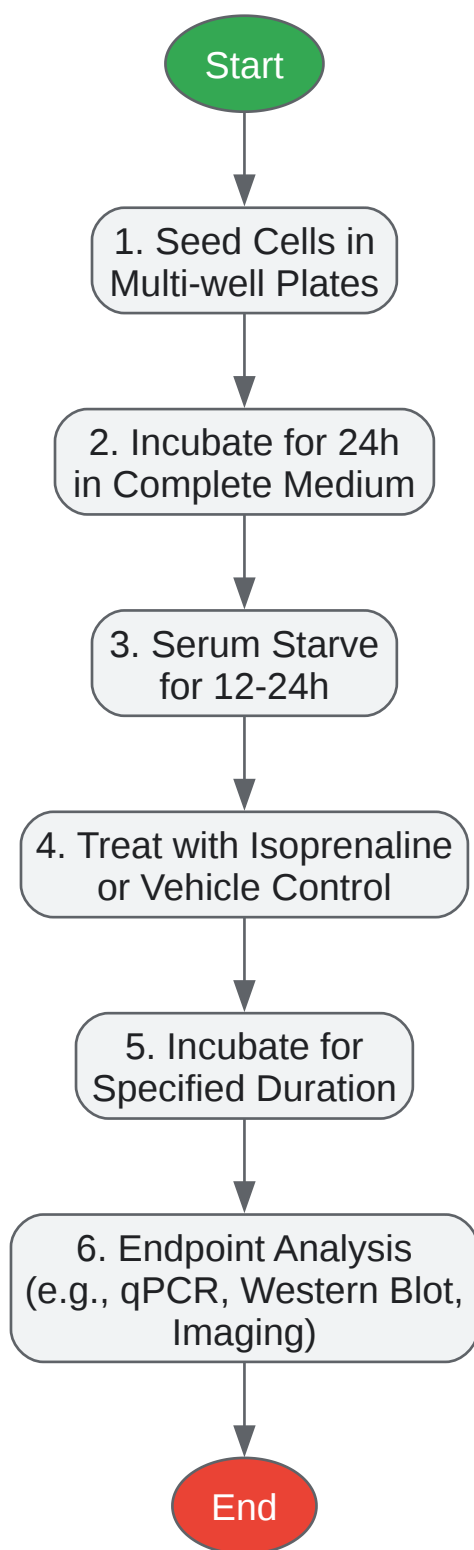 Start
1. Seed Cells in
Multi-well Plates
2. Incubate for 24h
in Complete Medium
3. Serum Starve
for 12-24h
4. Treat with Isoprenaline
or Vehicle Control
5. Incubate for
Specified Duration
6. Endpoint Analysis
(e.g., qPCR, Western Blot,
Imaging)
End